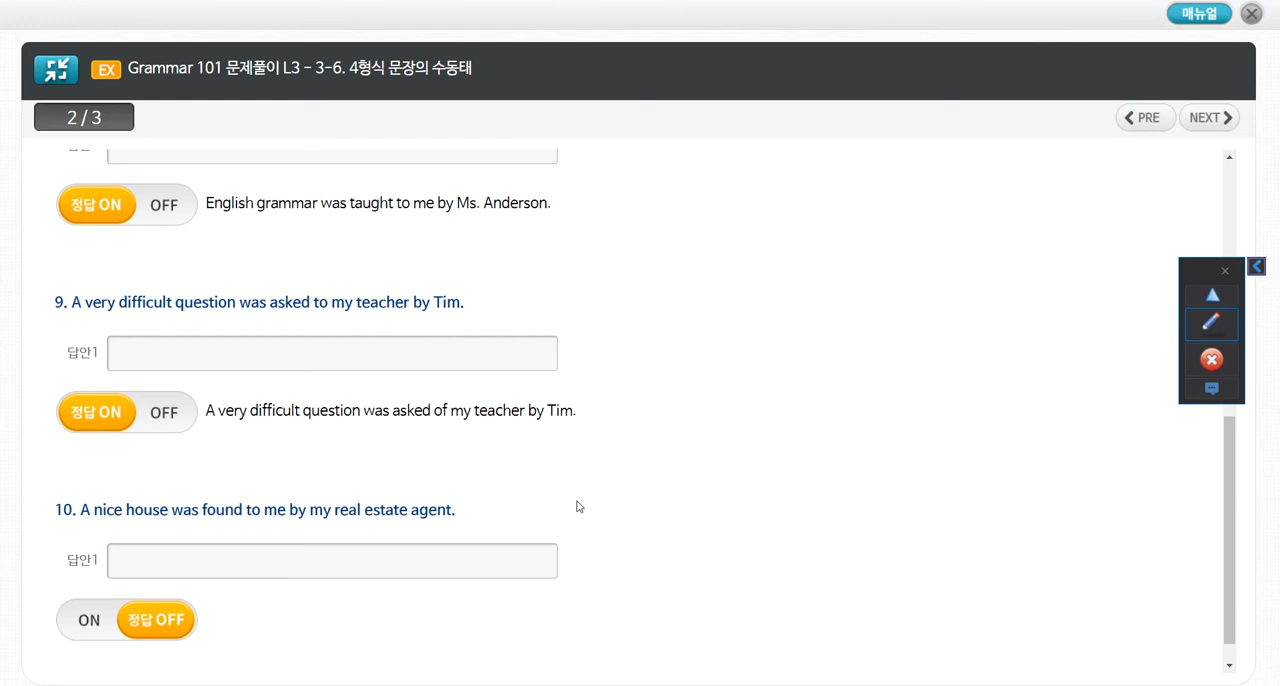 매뉴얼
EX Grammar 101 문제풀이 L3 - 3-6. 4형식 문장의 수동태
2 / 3
PRE
NEXT
정답 ON OFF English grammar was taught to me by Ms. Anderson.
9. A very difficult question was asked to my teacher by Tim.
답안1
정답 ON OFF A very difficult question was asked of my teacher by Tim.
10. A nice house was found to me by my real estate agent.
답안1
ON 정답 OFF